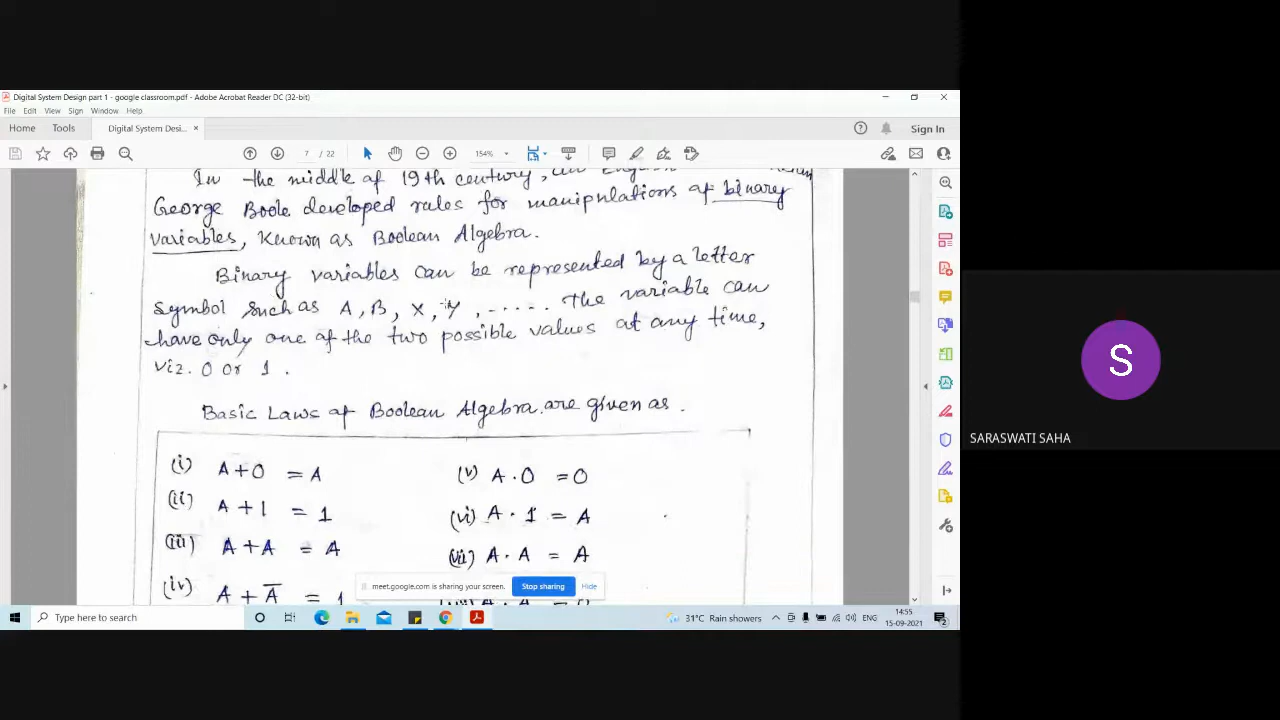 Digital System Design part 1 - google classroom.pdf - Adobe Acrobat Reader DC (32-bit)
File Edit View Sign Window Help
Home Tools Digital System Desi... × Sign In
7 / 22 154%
In the middle of 19th century, an
George Boole developed rules for manipulations of binary
variables, known as Boolean Algebra.
Binary variables can be represented by a letter
symbol such as A, B, X, Y, ...... The variable can
have only one of the two possible values at any time,
viz. 0 or 1.
Basic Laws of Boolean Algebra are given as.
(i) A+0 = A (v) A·0 = 0
(ii) A+1 = 1 (vi) A·1 = A
(iii) A+A = A (vii) A·A = A
(iv) A+A̅ = 1
meet.google.com is sharing your screen. Stop sharing Hide
Type here to search 31°C Rain showers ENG 14:55 15-09-2021 2
S
SARASWATI SAHA